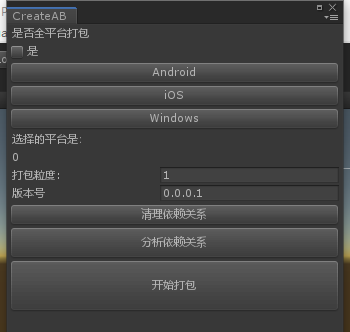 CreateAB
是否全平台打包
是
Android
iOS
Windows
选择的平台是:
0
打包粒度: 1
版本号 0.0.0.1
清理依赖关系
分析依赖关系
开始打包